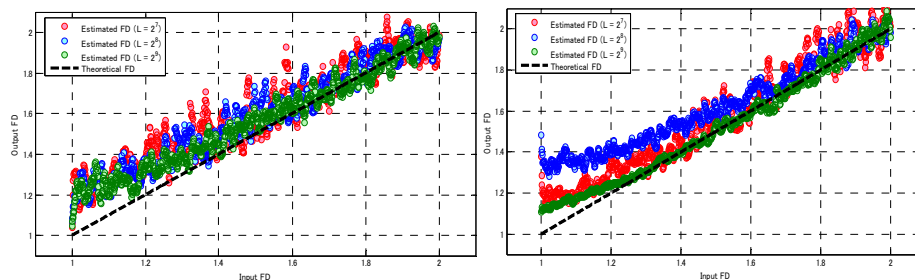 Estimated FD (L = 2^7)
Estimated FD (L = 2^8)
Estimated FD (L = 2^9)
Theoretical FD
2
1.8
1.6
1.4
1.2
1
Output FD
1 1.2 1.4 1.6 1.8 2
Input FD
Estimated FD (L = 2^7)
Estimated FD (L = 2^8)
Estimated FD (L = 2^9)
Theoretical FD
2
1.8
1.6
1.4
1.2
1
Output FD
1 1.2 1.4 1.6 1.8 2
Input FD